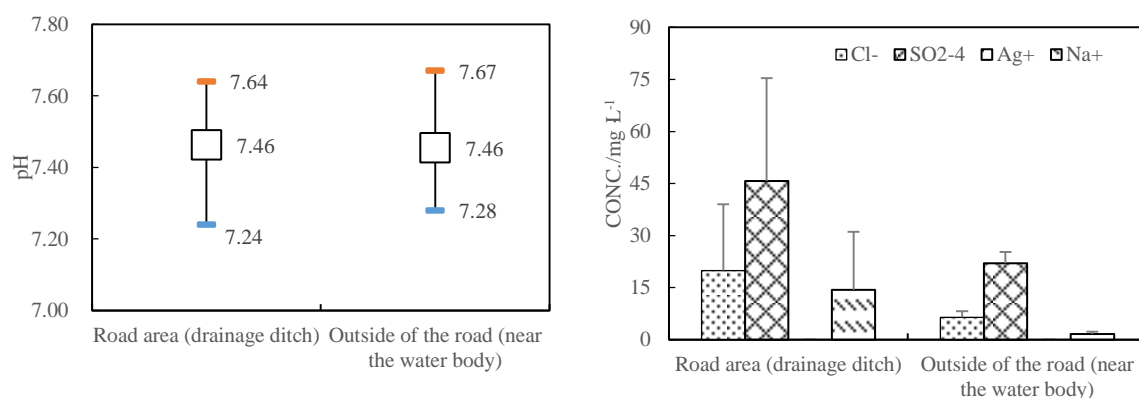 7.80
7.60
7.40
7.20
7.00
pH
7.64
7.46
7.24
7.67
7.46
7.28
Road area (drainage ditch)
Outside of the road (near
the water body)
90
75
60
45
30
15
0
CONC./mg L-1
Cl-
SO2-4
Ag+
Na+
Road area (drainage ditch)
Outside of the road (near
the water body)